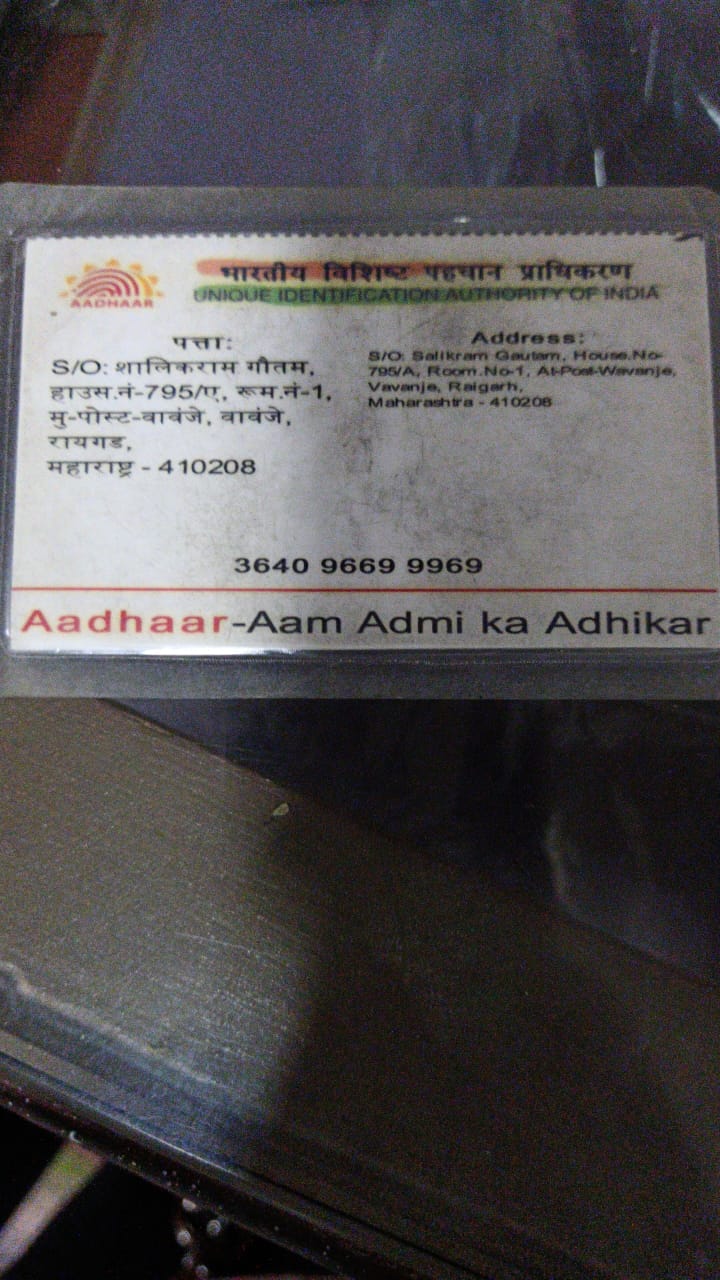 AADHAAR
भारतीय विशिष्ट पहचान प्राधिकरण
UNIQUE IDENTIFICATION AUTHORITY OF INDIA
पत्ता:
S/O: शालिकराम गौतम,
हाउस.नं-795/ए, रूम.नं-1,
मु-पोस्ट-वावंजे, वावंजे,
रायगड,
महाराष्ट्र - 410208
Address:
S/O: Salikram Gautam, House.No-
795/A, Room.No-1, At-Post-Wavanje,
Vavanje, Raigarh,
Maharashtra - 410208
3640 9669 9969
Aadhaar-Aam Admi ka Adhikar